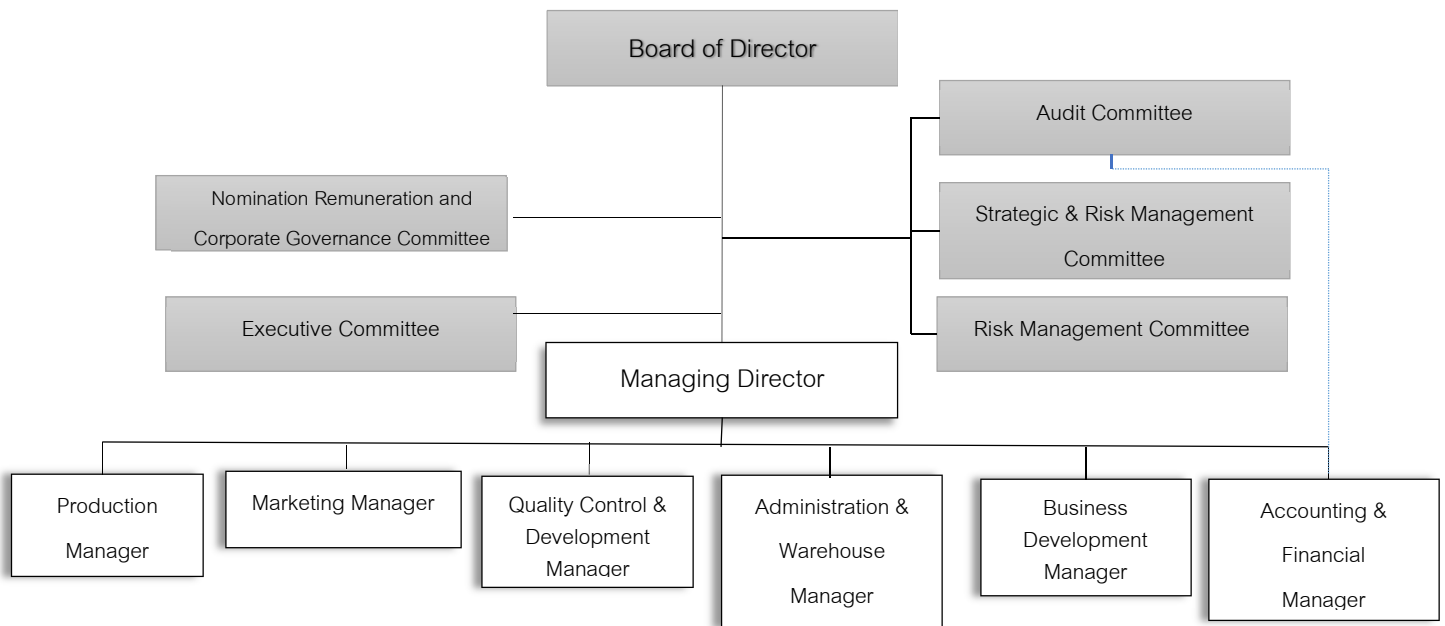 Board of Director
Audit Committee
Nomination Remuneration and
Corporate Governance Committee
Strategic & Risk Management
Committee
Executive Committee
Risk Management Committee
Managing Director
Production
Manager
Marketing Manager
Quality Control &
Development
Manager
Administration &
Warehouse
Manager
Business
Development
Manager
Accounting &
Financial
Manager